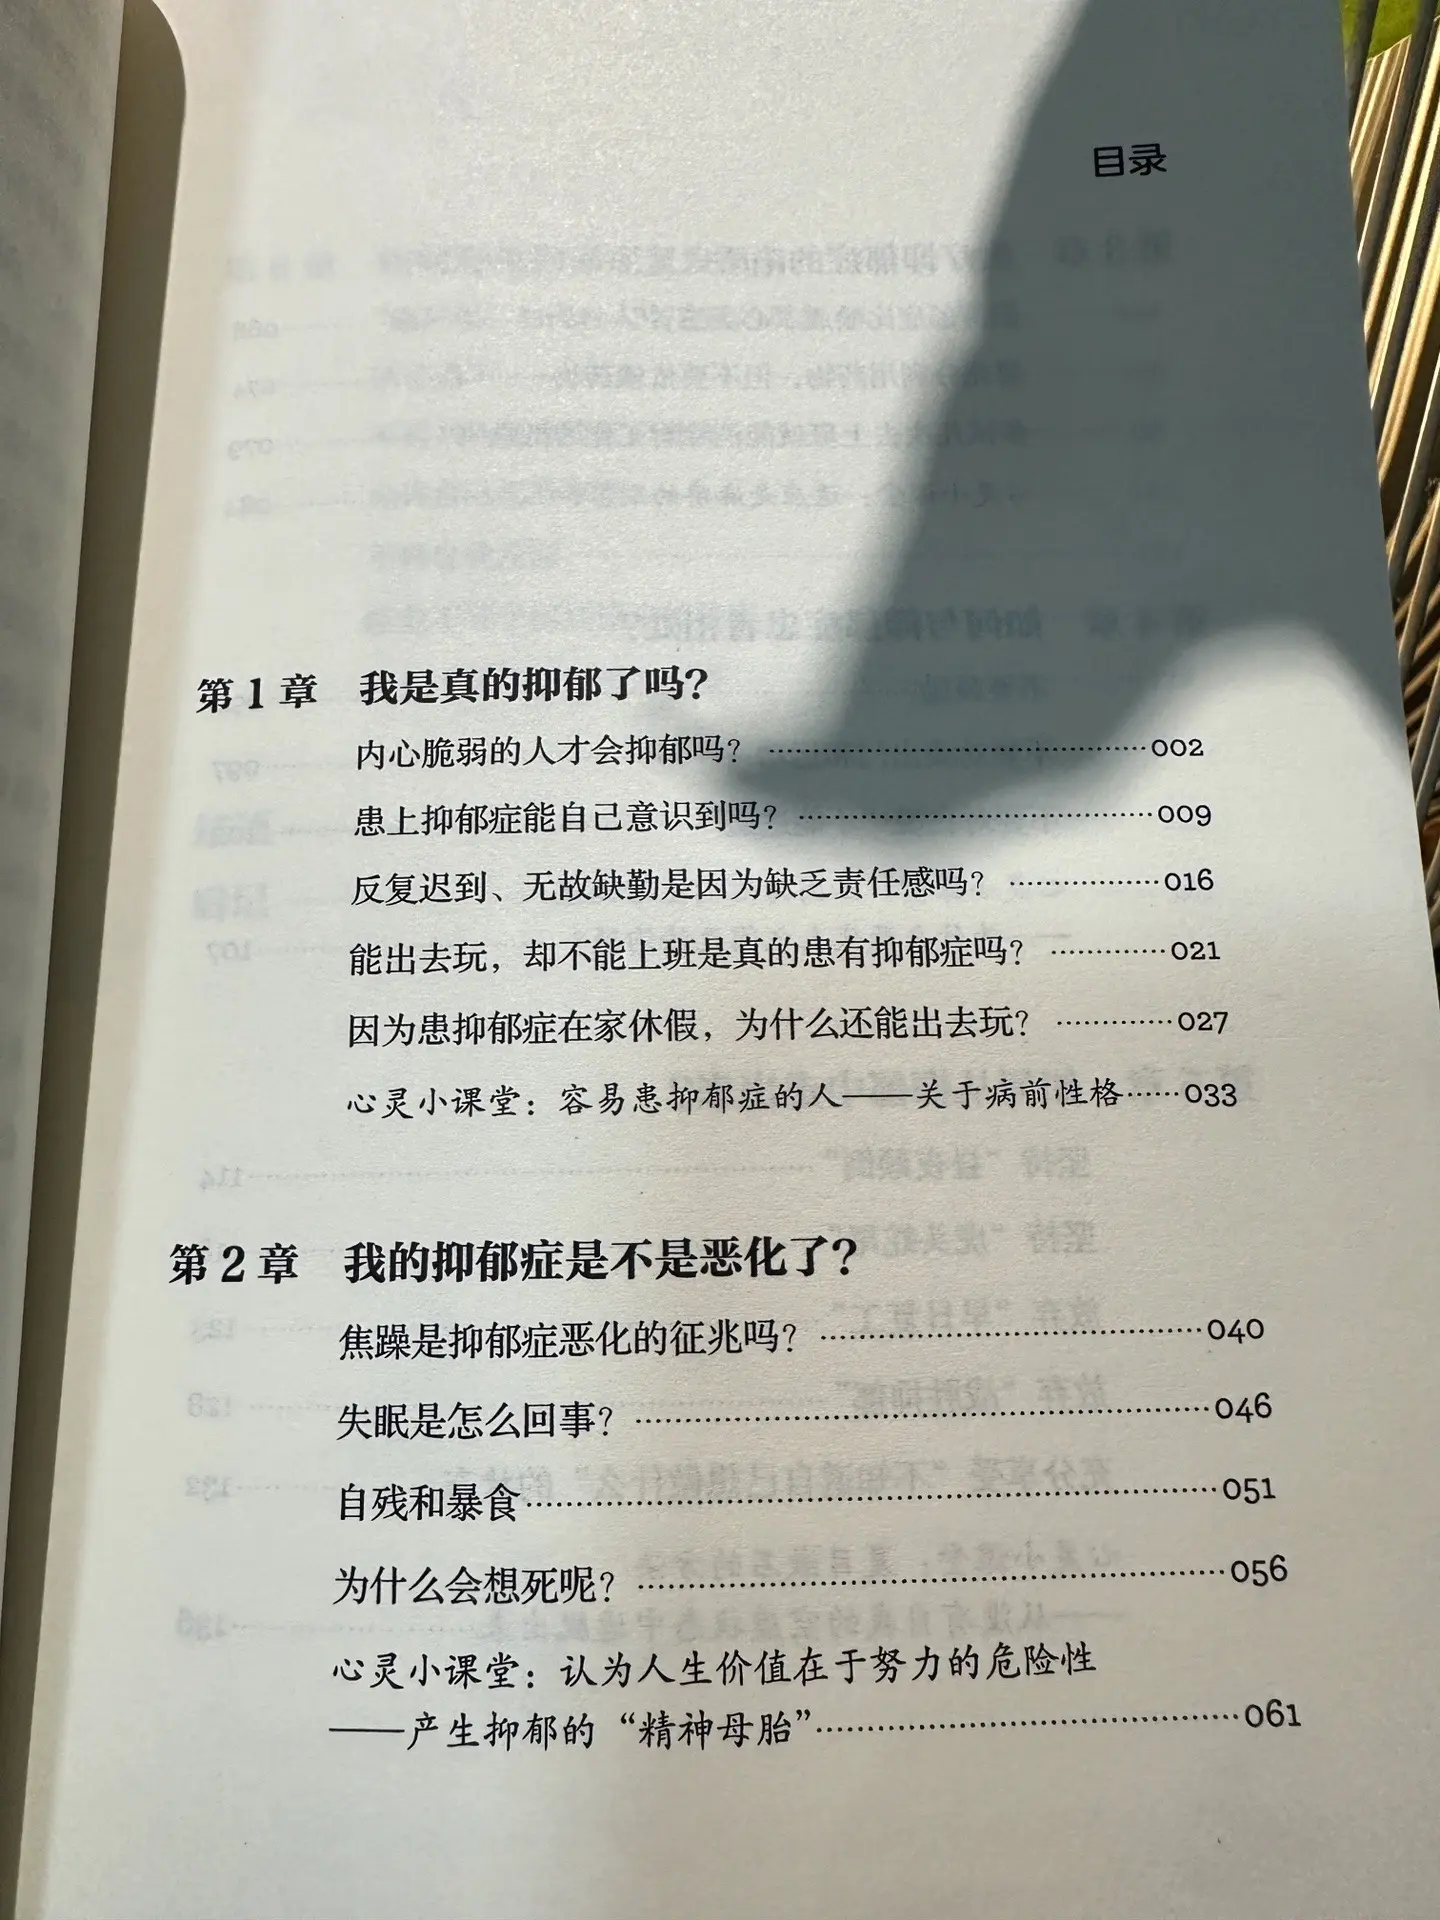 目录
第1章 我是真的抑郁了吗？
内心脆弱的人才会抑郁吗？ ……………………………… 002
患上抑郁症能自己意识到吗？ …………………………… 009
反复迟到、无故缺勤是因为缺乏责任感吗？ …………… 016
能出去玩，却不能上班是真的患有抑郁症吗？ ………… 021
因为患抑郁症在家休假，为什么还能出去玩？ ………… 027
心灵小课堂：容易患抑郁症的人——关于病前性格 …… 033
第2章 我的抑郁症是不是恶化了？
焦躁是抑郁症恶化的征兆吗？ …………………………… 040
失眠是怎么回事？ ………………………………………… 046
自残和暴食 ………………………………………………… 051
为什么会想死呢？ ………………………………………… 056
心灵小课堂：认为人生价值在于努力的危险性
——产生抑郁的“精神母胎” …………………………… 061